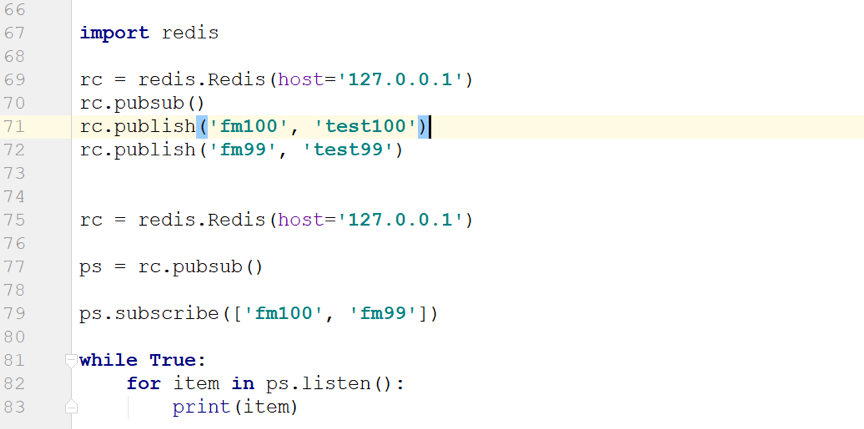 66
67 import redis
68
69 rc = redis.Redis(host='127.0.0.1')
70 rc.pubsub()
71 rc.publish('fm100', 'test100')
72 rc.publish('fm99', 'test99')
73
74
75 rc = redis.Redis(host='127.0.0.1')
76
77 ps = rc.pubsub()
78
79 ps.subscribe(['fm100', 'fm99'])
80
81 while True:
82     for item in ps.listen():
83         print(item)